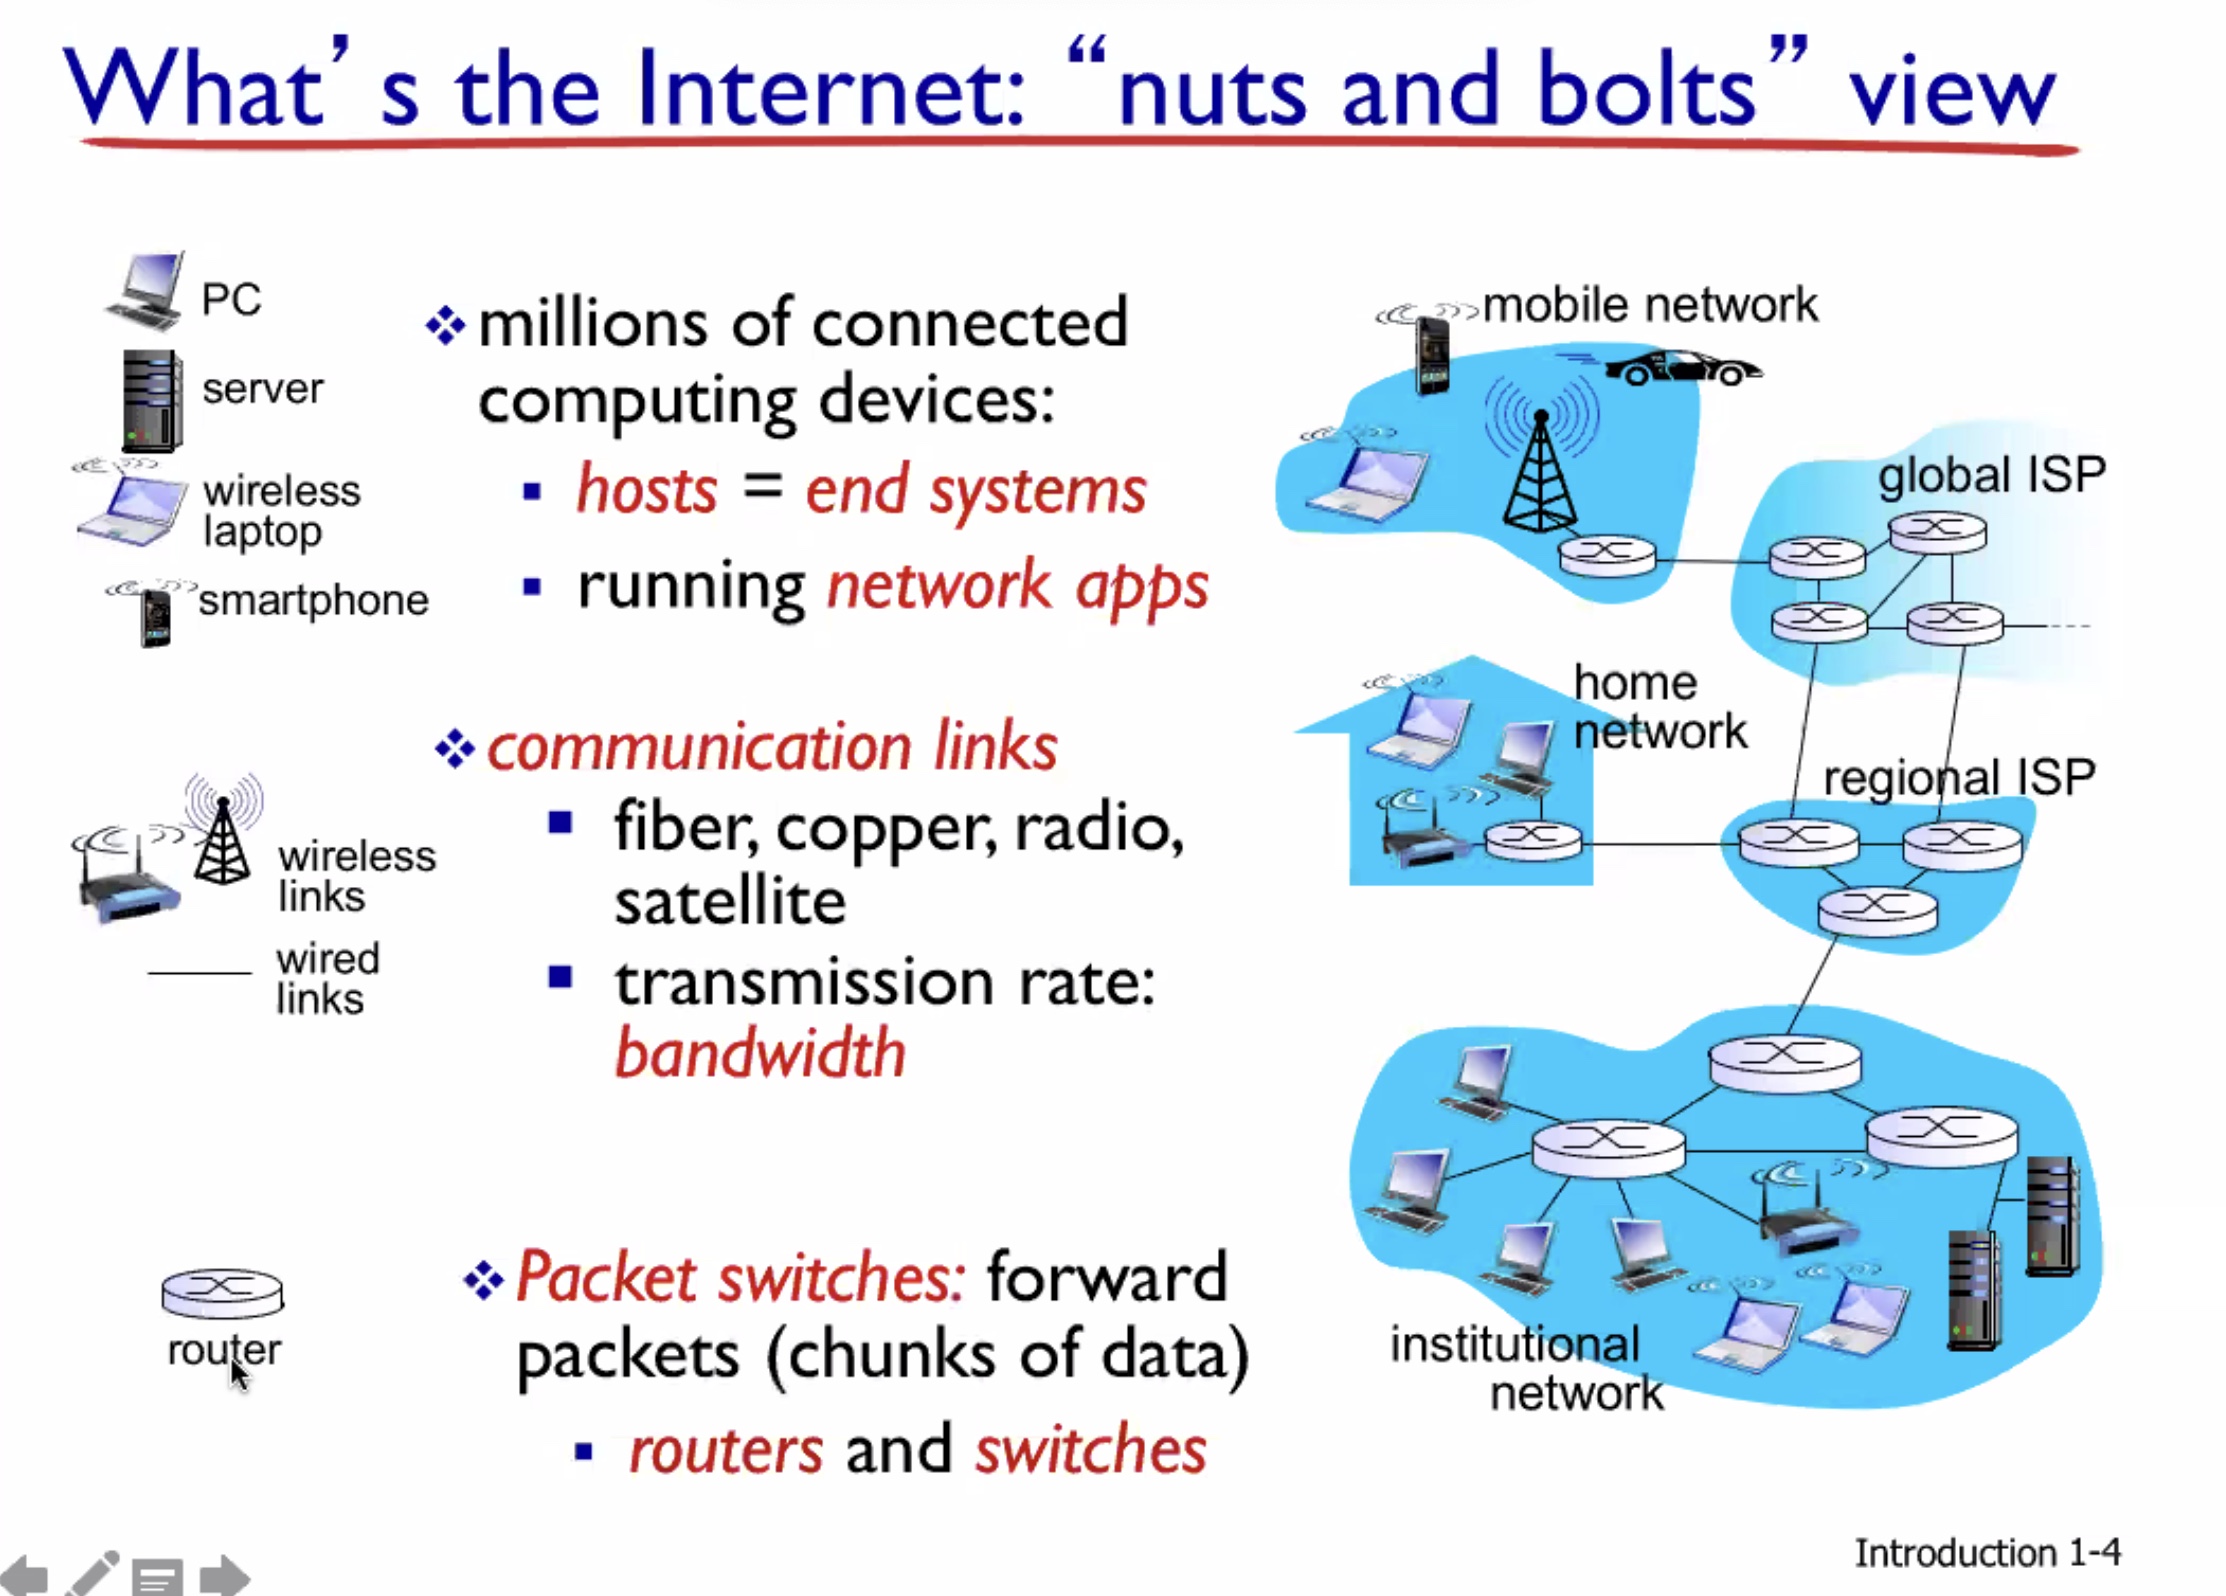 What's the Internet: “nuts and bolts” view
PC
server
wireless
laptop
smartphone
millions of connected
computing devices:
hosts = end systems
running network apps
wireless
links
wired
links
communication links
fiber, copper, radio,
satellite
transmission rate:
bandwidth
router
Packet switches: forward
packets (chunks of data)
routers and switches
mobile network
global ISP
home
network
regional ISP
institutional
network
Introduction 1-4